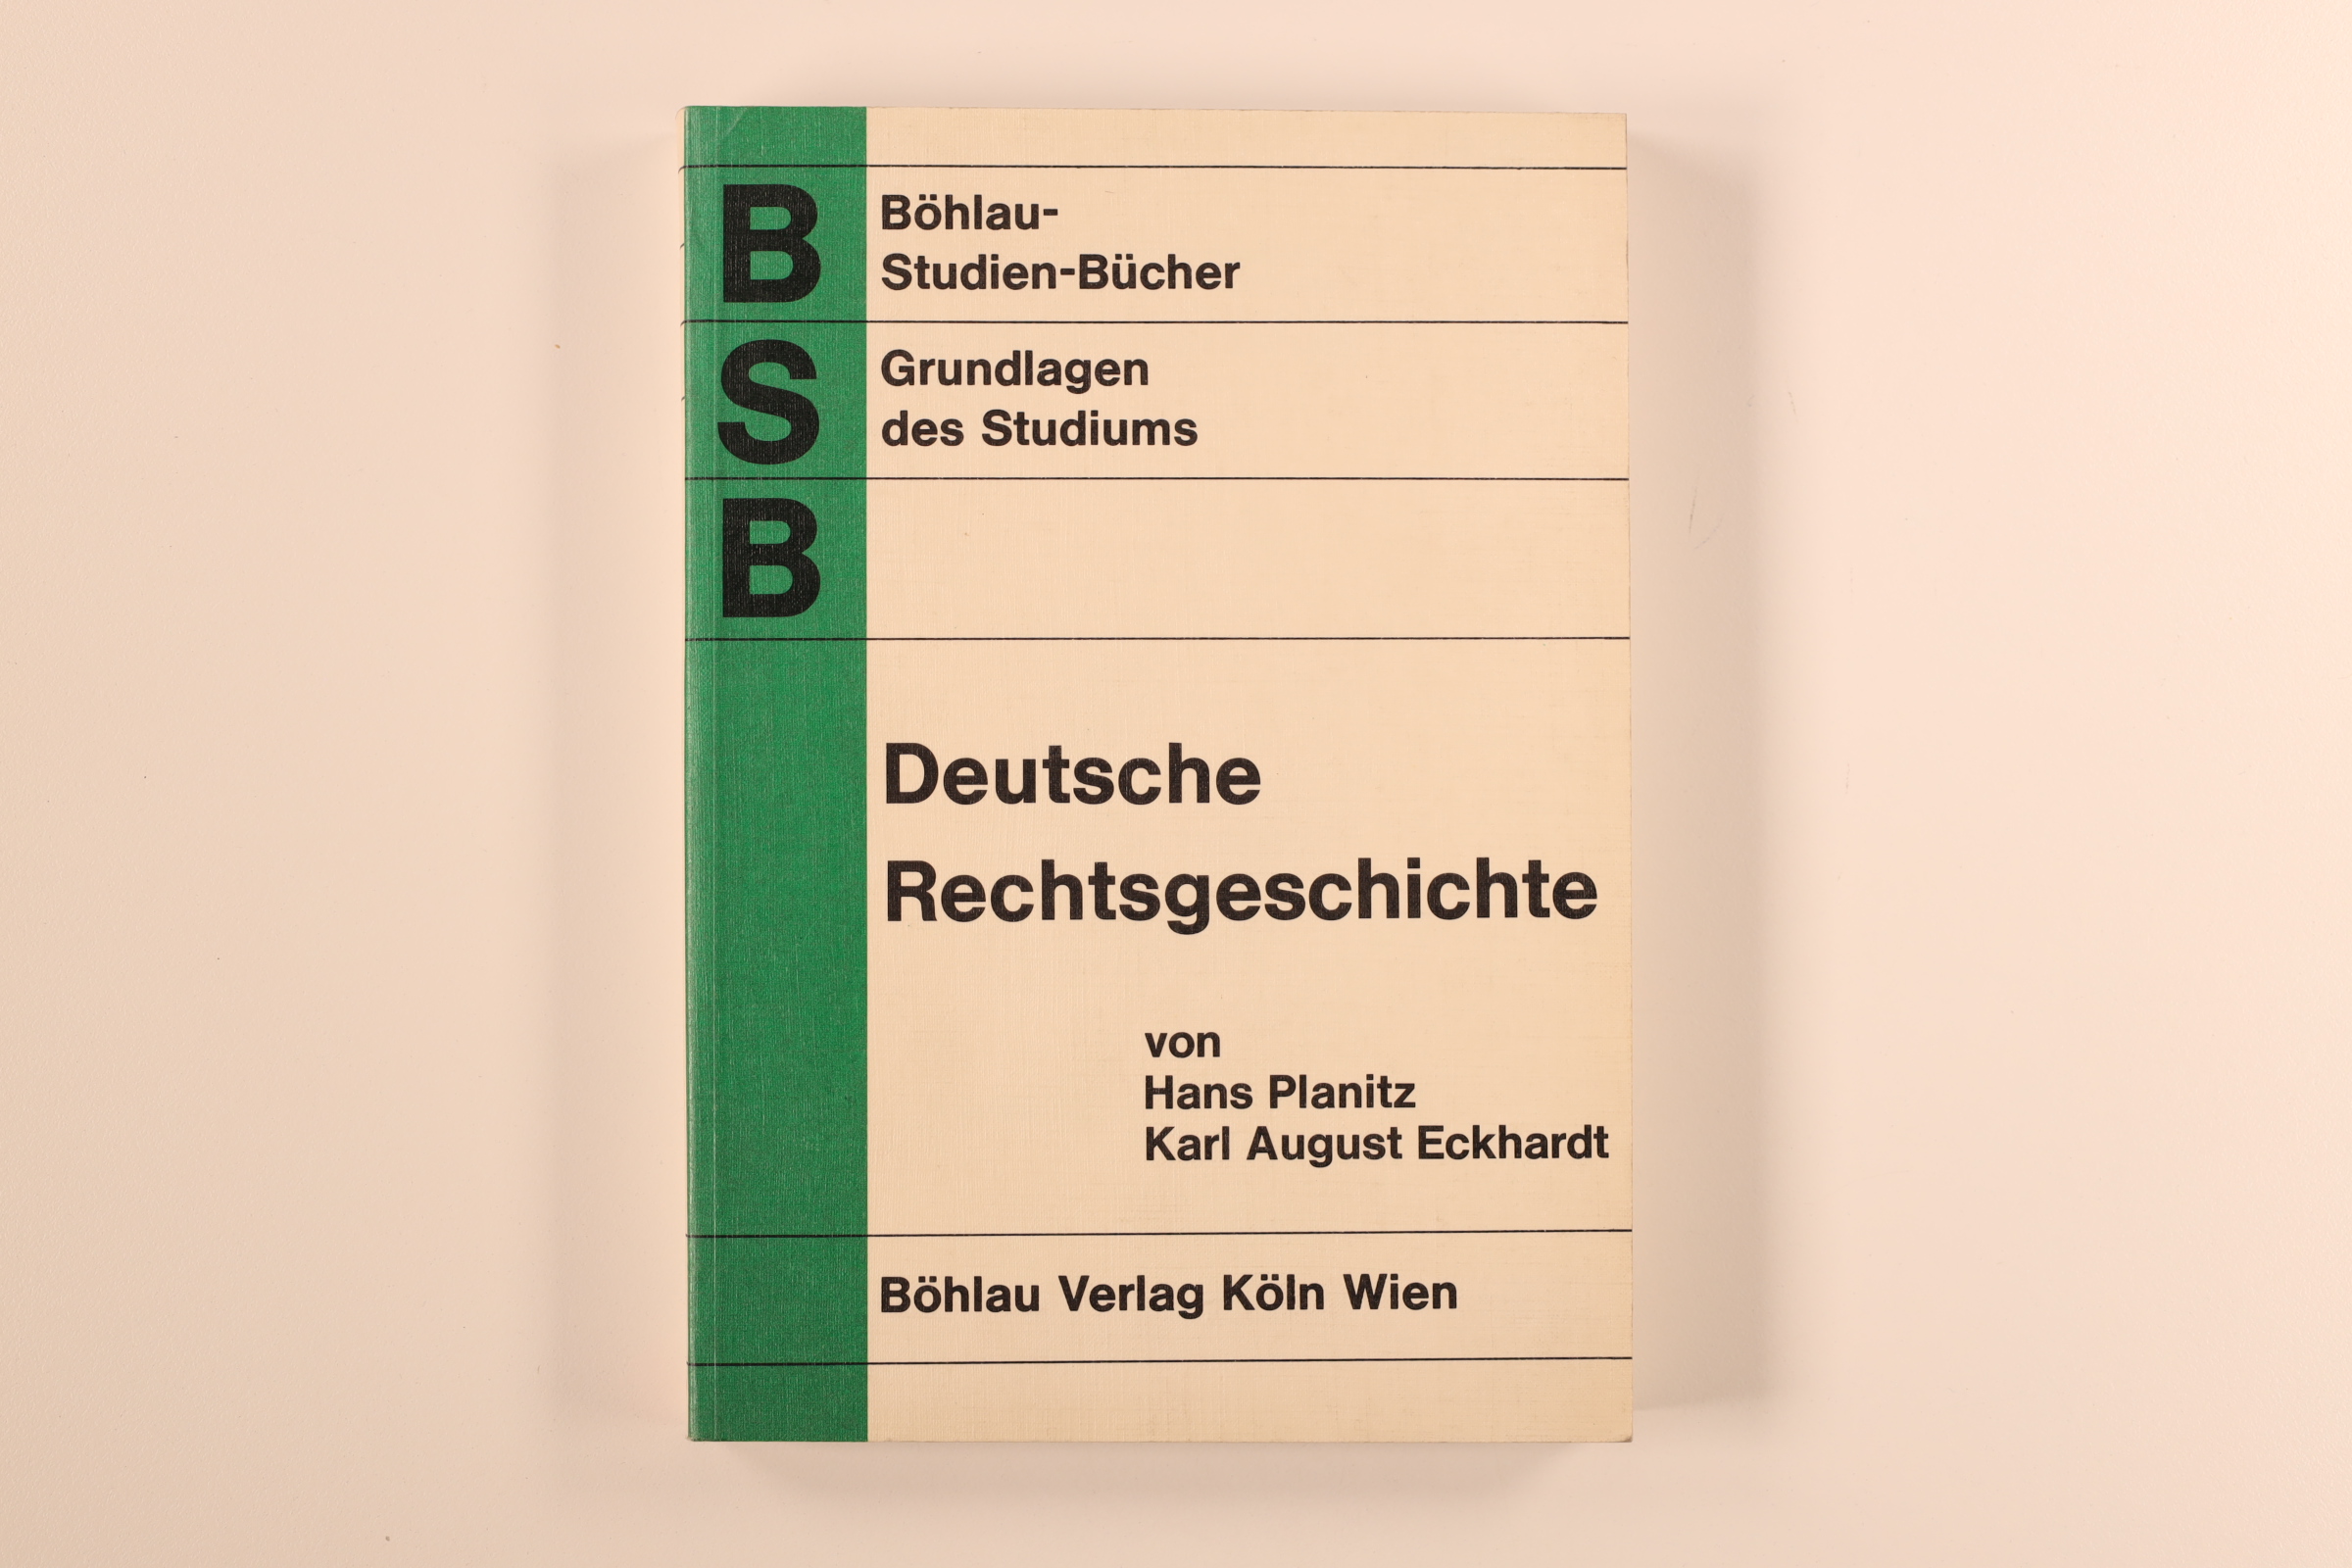 B
S
B
Böhlau-
Studien-Bücher
Grundlagen
des Studiums
Deutsche
Rechtsgeschichte
von
Hans Planitz
Karl August Eckhardt
Böhlau Verlag Köln Wien